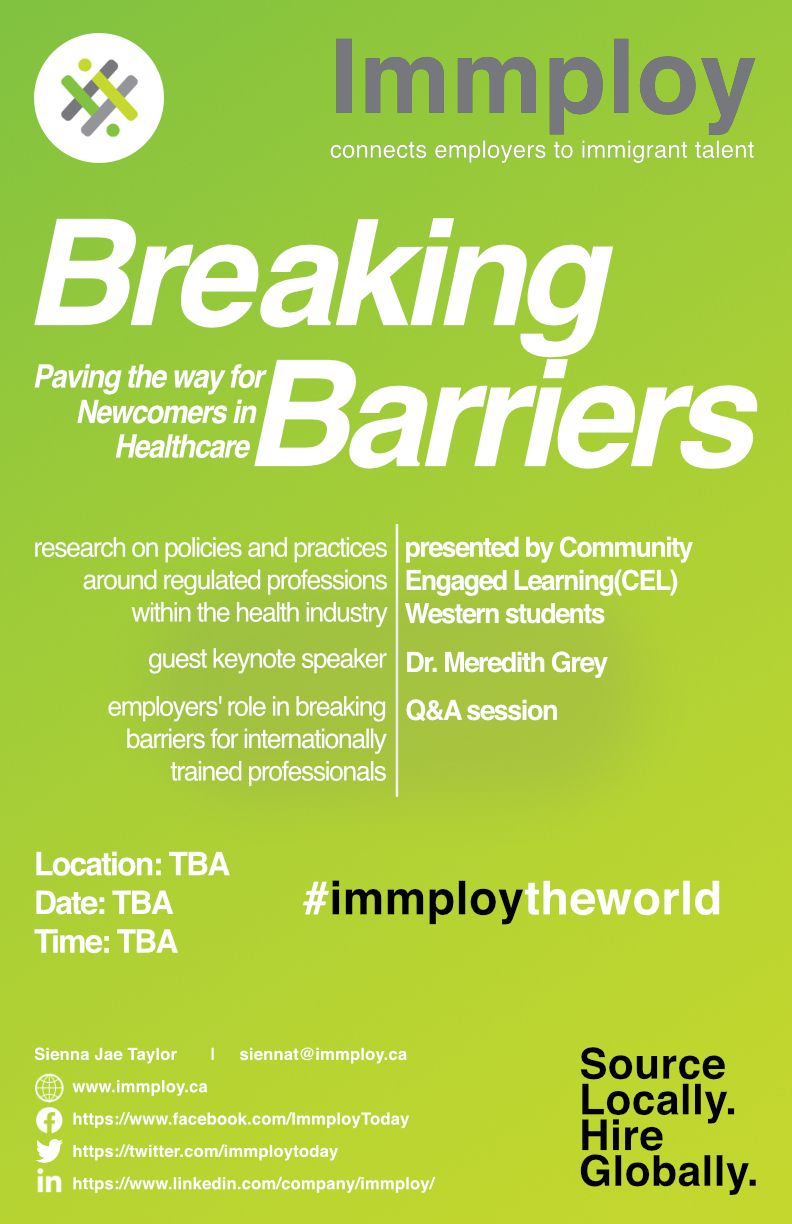 Immploy
connects employers to immigrant talent
Breaking
Paving the way for
Newcomers in
Healthcare
Barriers
research on policies and practices
around regulated professions
within the health industry
presented by Community
Engaged Learning(CEL)
Western students
guest keynote speaker
Dr. Meredith Grey
employers' role in breaking
barriers for internationally
trained professionals
Q&A session
Location: TBA
Date: TBA
Time: TBA
#immploytheworld
Sienna Jae Taylor | siennat@immploy.ca
www.immploy.ca
https://www.facebook.com/ImmployToday
https://twitter.com/immploytoday
https://www.linkedin.com/company/immploy/
Source
Locally.
Hire
Globally.